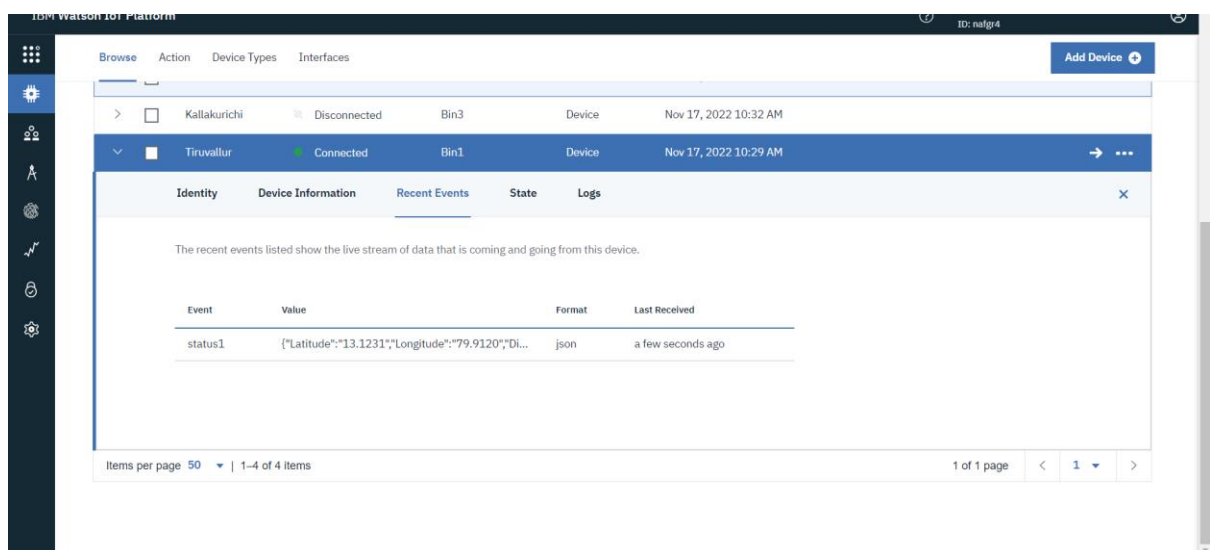 IBM Watson IoT Platform
ID: nafgr4
Browse Action Device Types Interfaces Add Device
Kallakurichi Disconnected Bin3 Device Nov 17, 2022 10:32 AM
Tiruvallur Connected Bin1 Device Nov 17, 2022 10:29 AM
Identity Device Information Recent Events State Logs
The recent events listed show the live stream of data that is coming and going from this device.
Event Value Format Last Received
status1 {"Latitude":"13.1231","Longitude":"79.9120","Di... json a few seconds ago
Items per page 50 | 1–4 of 4 items 1 of 1 page 1